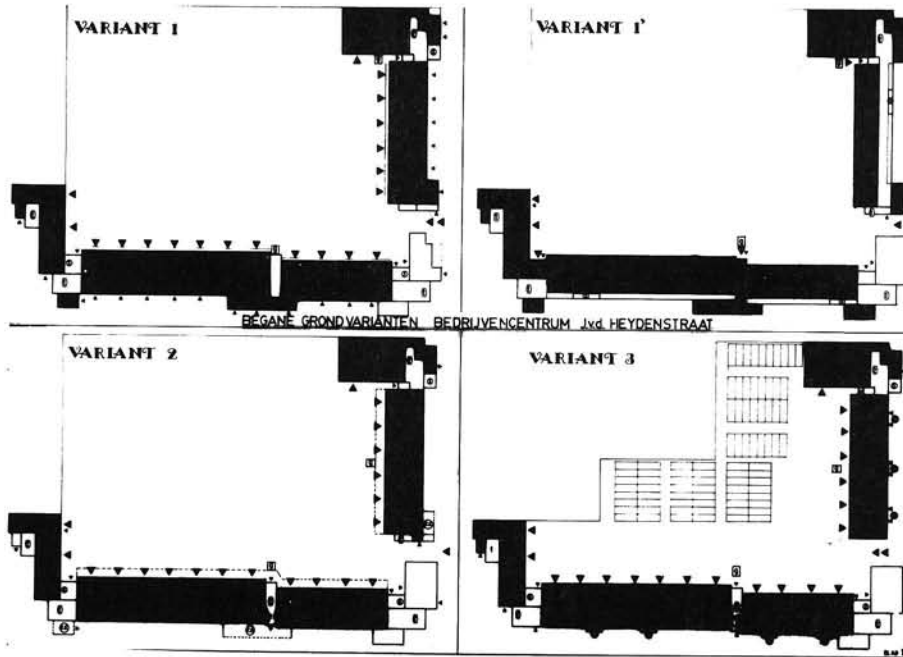 VARIANT 1
VARIANT 1'
BEGANE GRONDVARIANTEN BEDRIJVENCENTRUM J.v.d. HEYDENSTRAAT
VARIANT 2
VARIANT 3